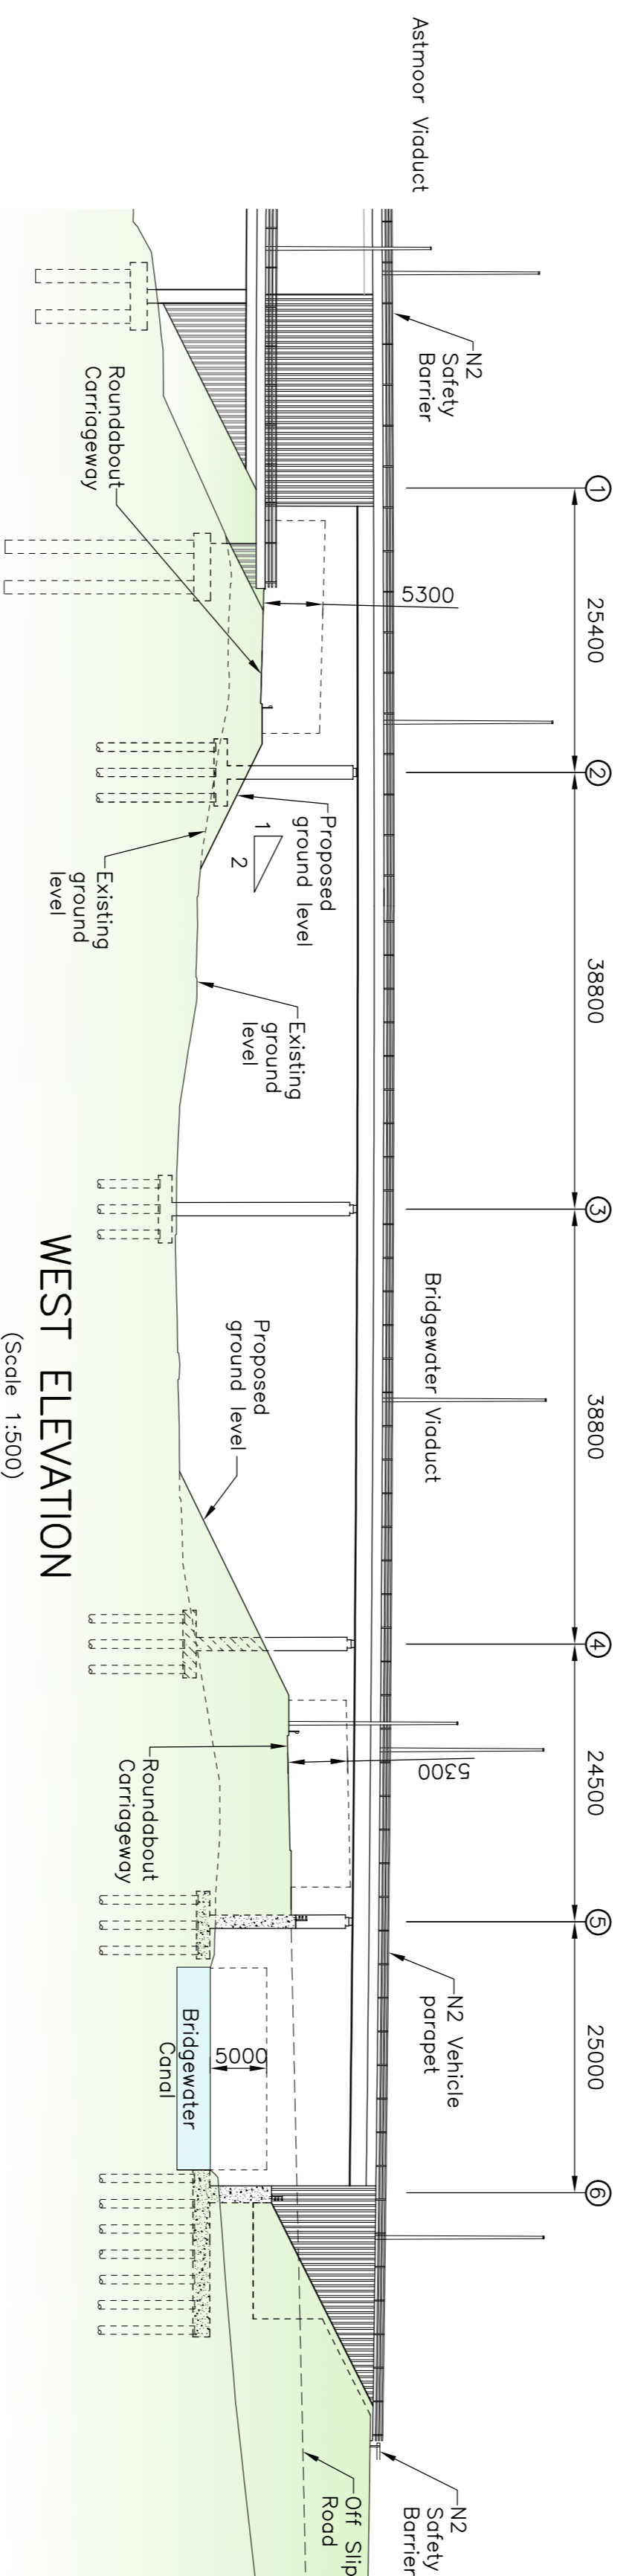 Astmoor Viaduct
N2
Safety
Barrier
1
25400
2
38800
3
38800
4
24500
5
25000
6
5300
Roundabout
Carriageway
Proposed
ground level
1
2
Existing
ground
level
Existing
ground
level
Bridgewater Viaduct
Proposed
ground level
5300
Roundabout
Carriageway
N2 Vehicle
parapet
5000
Bridgewater
Canal
N2
Safety
Barrier
Off Slip
Road
WEST ELEVATION
(Scale 1:500)